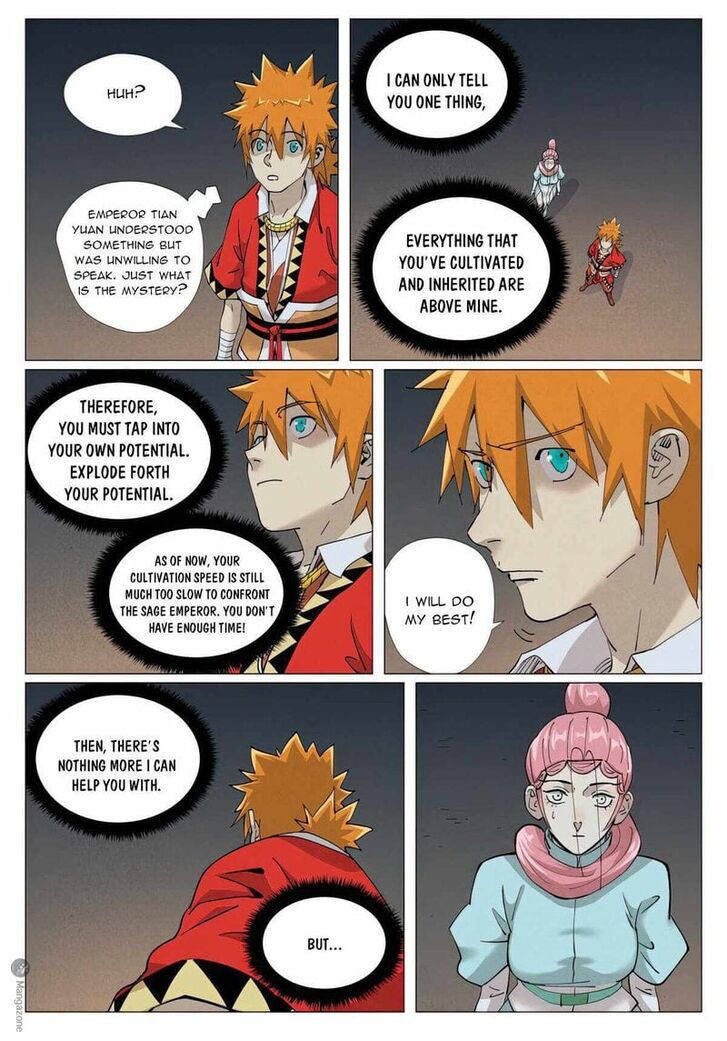 HUH?
EMPEROR TIAN
YUAN UNDERSTOOD
SOMETHING BUT
WAS UNWILLING TO
SPEAK. JUST WHAT
IS THE MYSTERY?
I CAN ONLY TELL
YOU ONE THING,
EVERYTHING THAT
YOU'VE CULTIVATED
AND INHERITED ARE
ABOVE MINE.
THEREFORE,
YOU MUST TAP INTO
YOUR OWN POTENTIAL.
EXPLODE FORTH
YOUR POTENTIAL.
AS OF NOW, YOUR
CULTIVATION SPEED IS STILL
MUCH TOO SLOW TO CONFRONT
THE SAGE EMPEROR. YOU DON'T
HAVE ENOUGH TIME!
I WILL DO
MY BEST!
THEN, THERE'S
NOTHING MORE I CAN
HELP YOU WITH.
BUT...
Mangazone